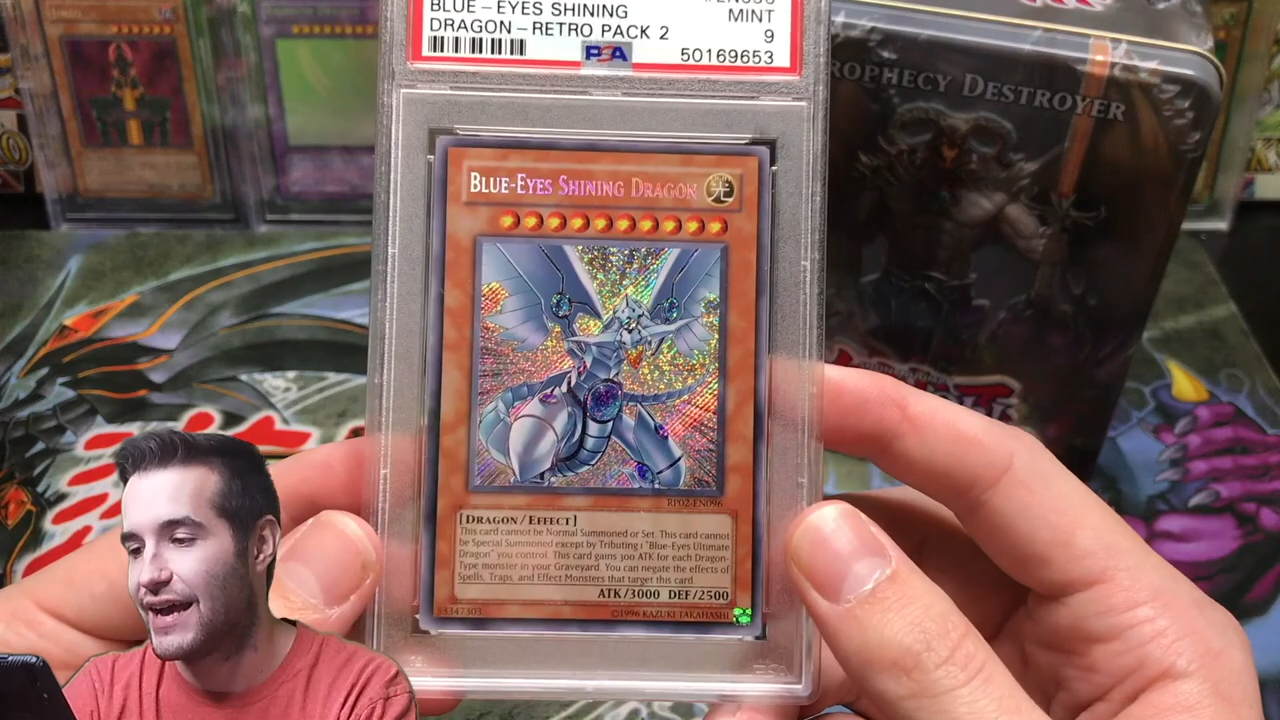 BLUE-EYES SHINING
DRAGON-RETRO PACK 2
MINT
9
50169653
PSA
PROPHECY DESTROYER
BLUE-EYES SHINING DRAGON
光
RP02-EN096
[DRAGON/EFFECT]
This card cannot be Normal Summoned or Set. This card cannot
be Special Summoned except by Tributing 1 "Blue-Eyes Ultimate
Dragon" you control. This card gains 300 ATK for each Dragon-
Type monster in your Graveyard. You can negate the effects of
Spells, Traps, and Effect Monsters that target this card.
ATK/3000 DEF/2500
53347303
©1996 KAZUKI TAKAHASHI